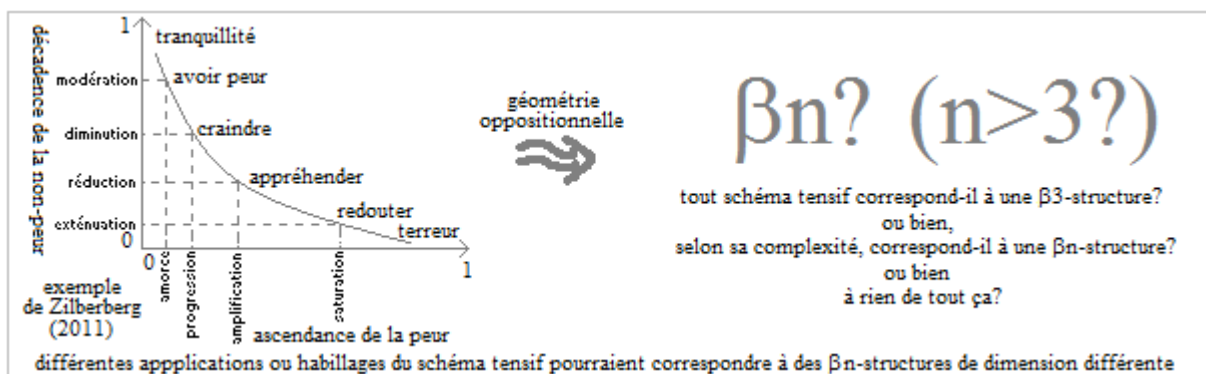 1
tranquillité
décadence de la non-peur
modération
avoir peur
diminution
craindre
réduction
appréhender
exténuation
redouter
terreur
0
0
1
amorce
progression
amplification
saturation
ascendance de la peur
exemple
de Zilberberg
(2011)
géométrie
oppositionnelle
βn? (n>3?)
tout schéma tensif correspond-il à une β3-structure?
ou bien,
selon sa complexité, correspond-il à une βn-structure?
ou bien
à rien de tout ça?
différentes appplications ou habillages du schéma tensif pourraient correspondre à des βn-structures de dimension différente